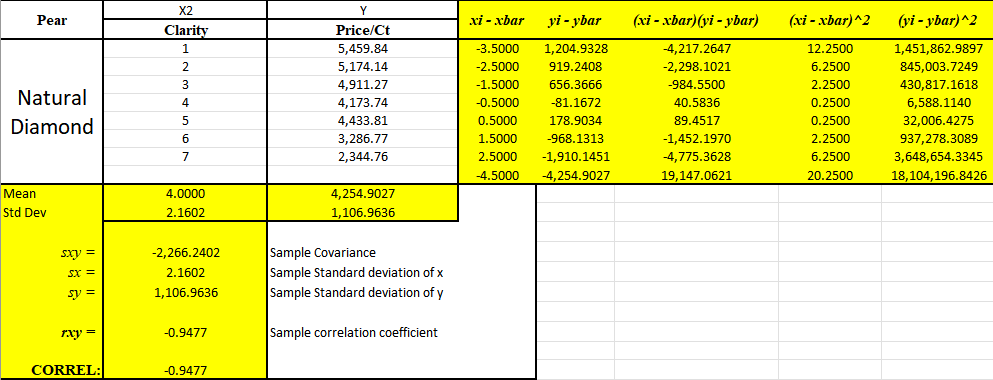 Pear X2 Y xi - xbar yi - ybar (xi - xbar)(yi - ybar) (xi - xbar)^2 (yi - ybar)^2
Clarity Price/Ct
Natural Diamond
1 5,459.84 -3.5000 1,204.9328 -4,217.2647 12.2500 1,451,862.9897
2 5,174.14 -2.5000 919.2408 -2,298.1021 6.2500 845,003.7249
3 4,911.27 -1.5000 656.3666 -984.5500 2.2500 430,817.1618
4 4,173.74 -0.5000 -81.1672 40.5836 0.2500 6,588.1140
5 4,433.81 0.5000 178.9034 89.4517 0.2500 32,006.4275
6 3,286.77 1.5000 -968.1313 -1,452.1970 2.2500 937,278.3089
7 2,344.76 2.5000 -1,910.1451 -4,775.3628 6.2500 3,648,654.3345
-4.5000 -4,254.9027 19,147.0621 20.2500 18,104,196.8426
Mean 4.0000 4,254.9027
Std Dev 2.1602 1,106.9636
sxy = -2,266.2402 Sample Covariance
sx = 2.1602 Sample Standard deviation of x
sy = 1,106.9636 Sample Standard deviation of y
rxy = -0.9477 Sample correlation coefficient
CORREL: -0.9477